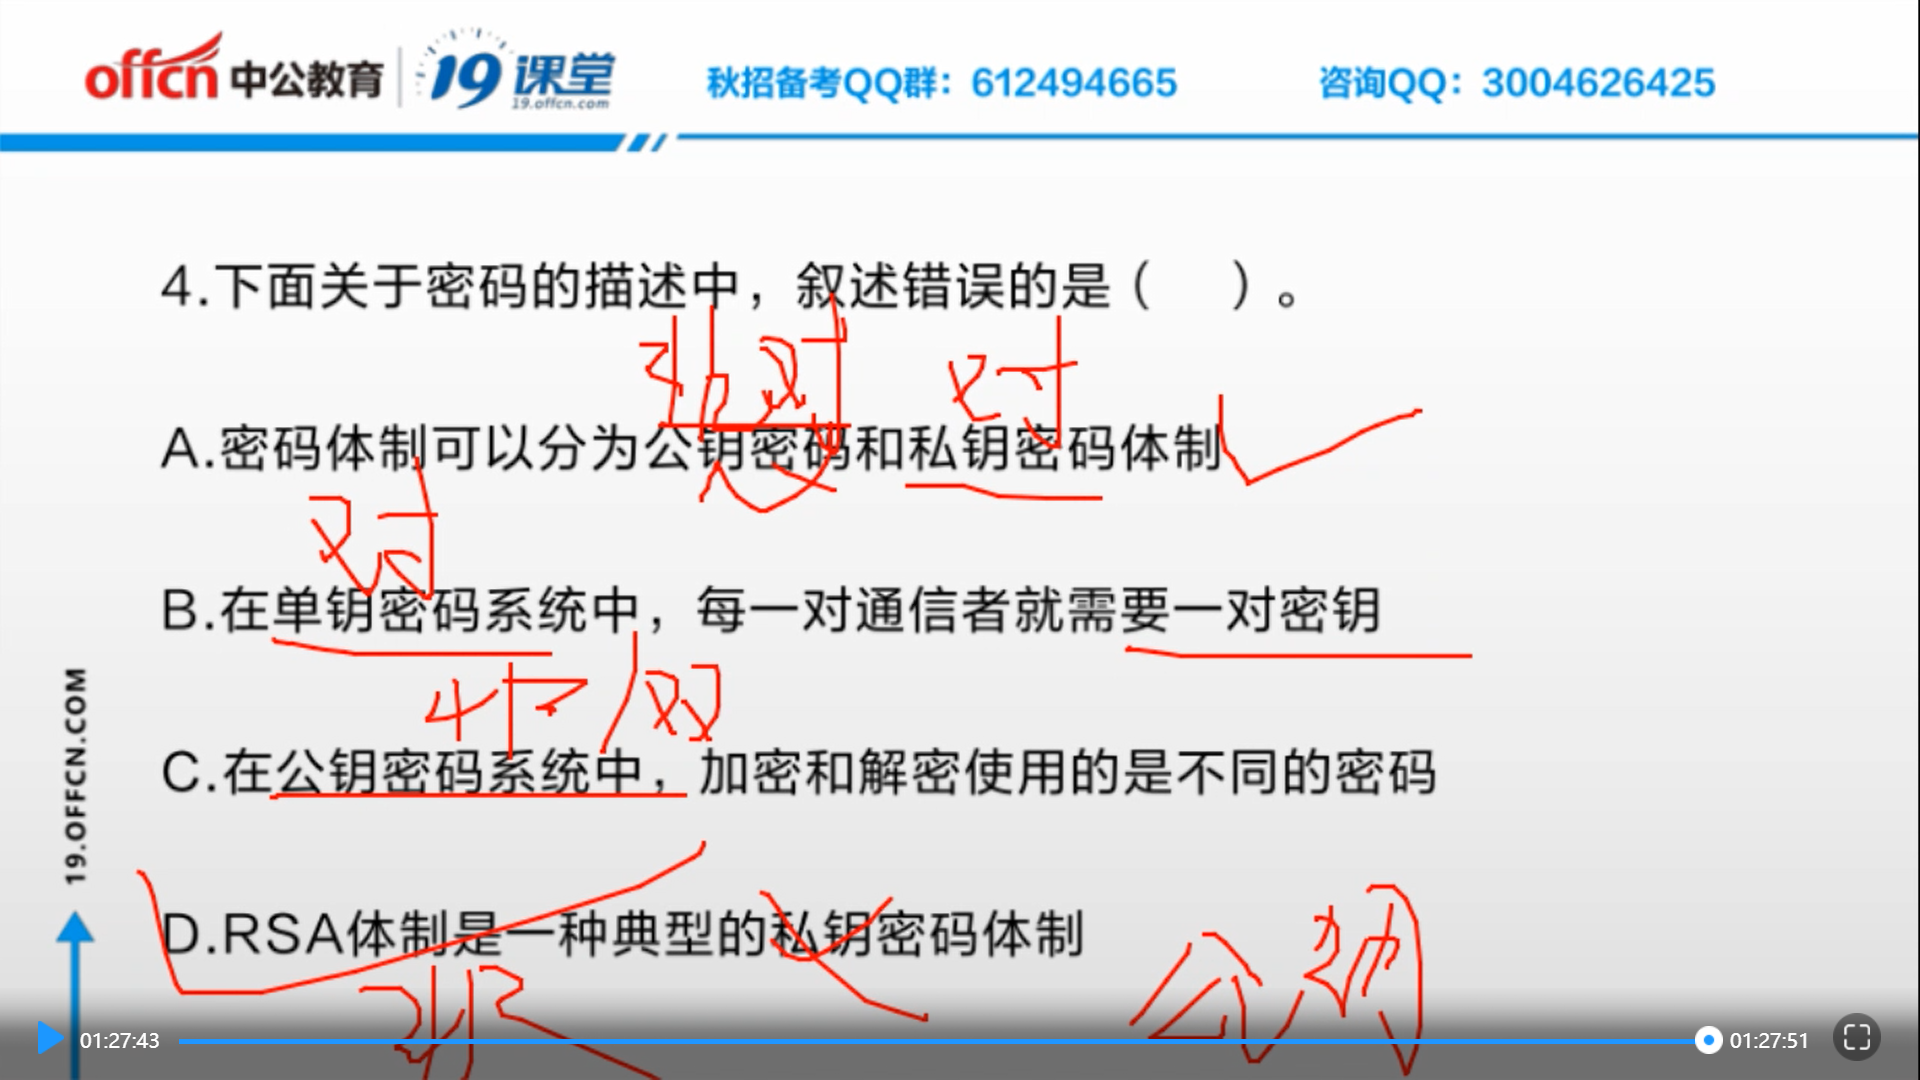 offcn 中公教育 19课堂 19.offcn.com 秋招备考QQ群：612494665 咨询QQ：3004626425
4.下面关于密码的描述中，叙述错误的是（ ）。
非对 对
A.密码体制可以分为公钥密码和私钥密码体制
对
B.在单钥密码系统中，每一对通信者就需要一对密钥
C.在公钥密码系统中，加密和解密使用的是不同的密码
D.RSA体制是一种典型的私钥密码体制
公钥
19.OFFCN.COM
01:27:43 01:27:51